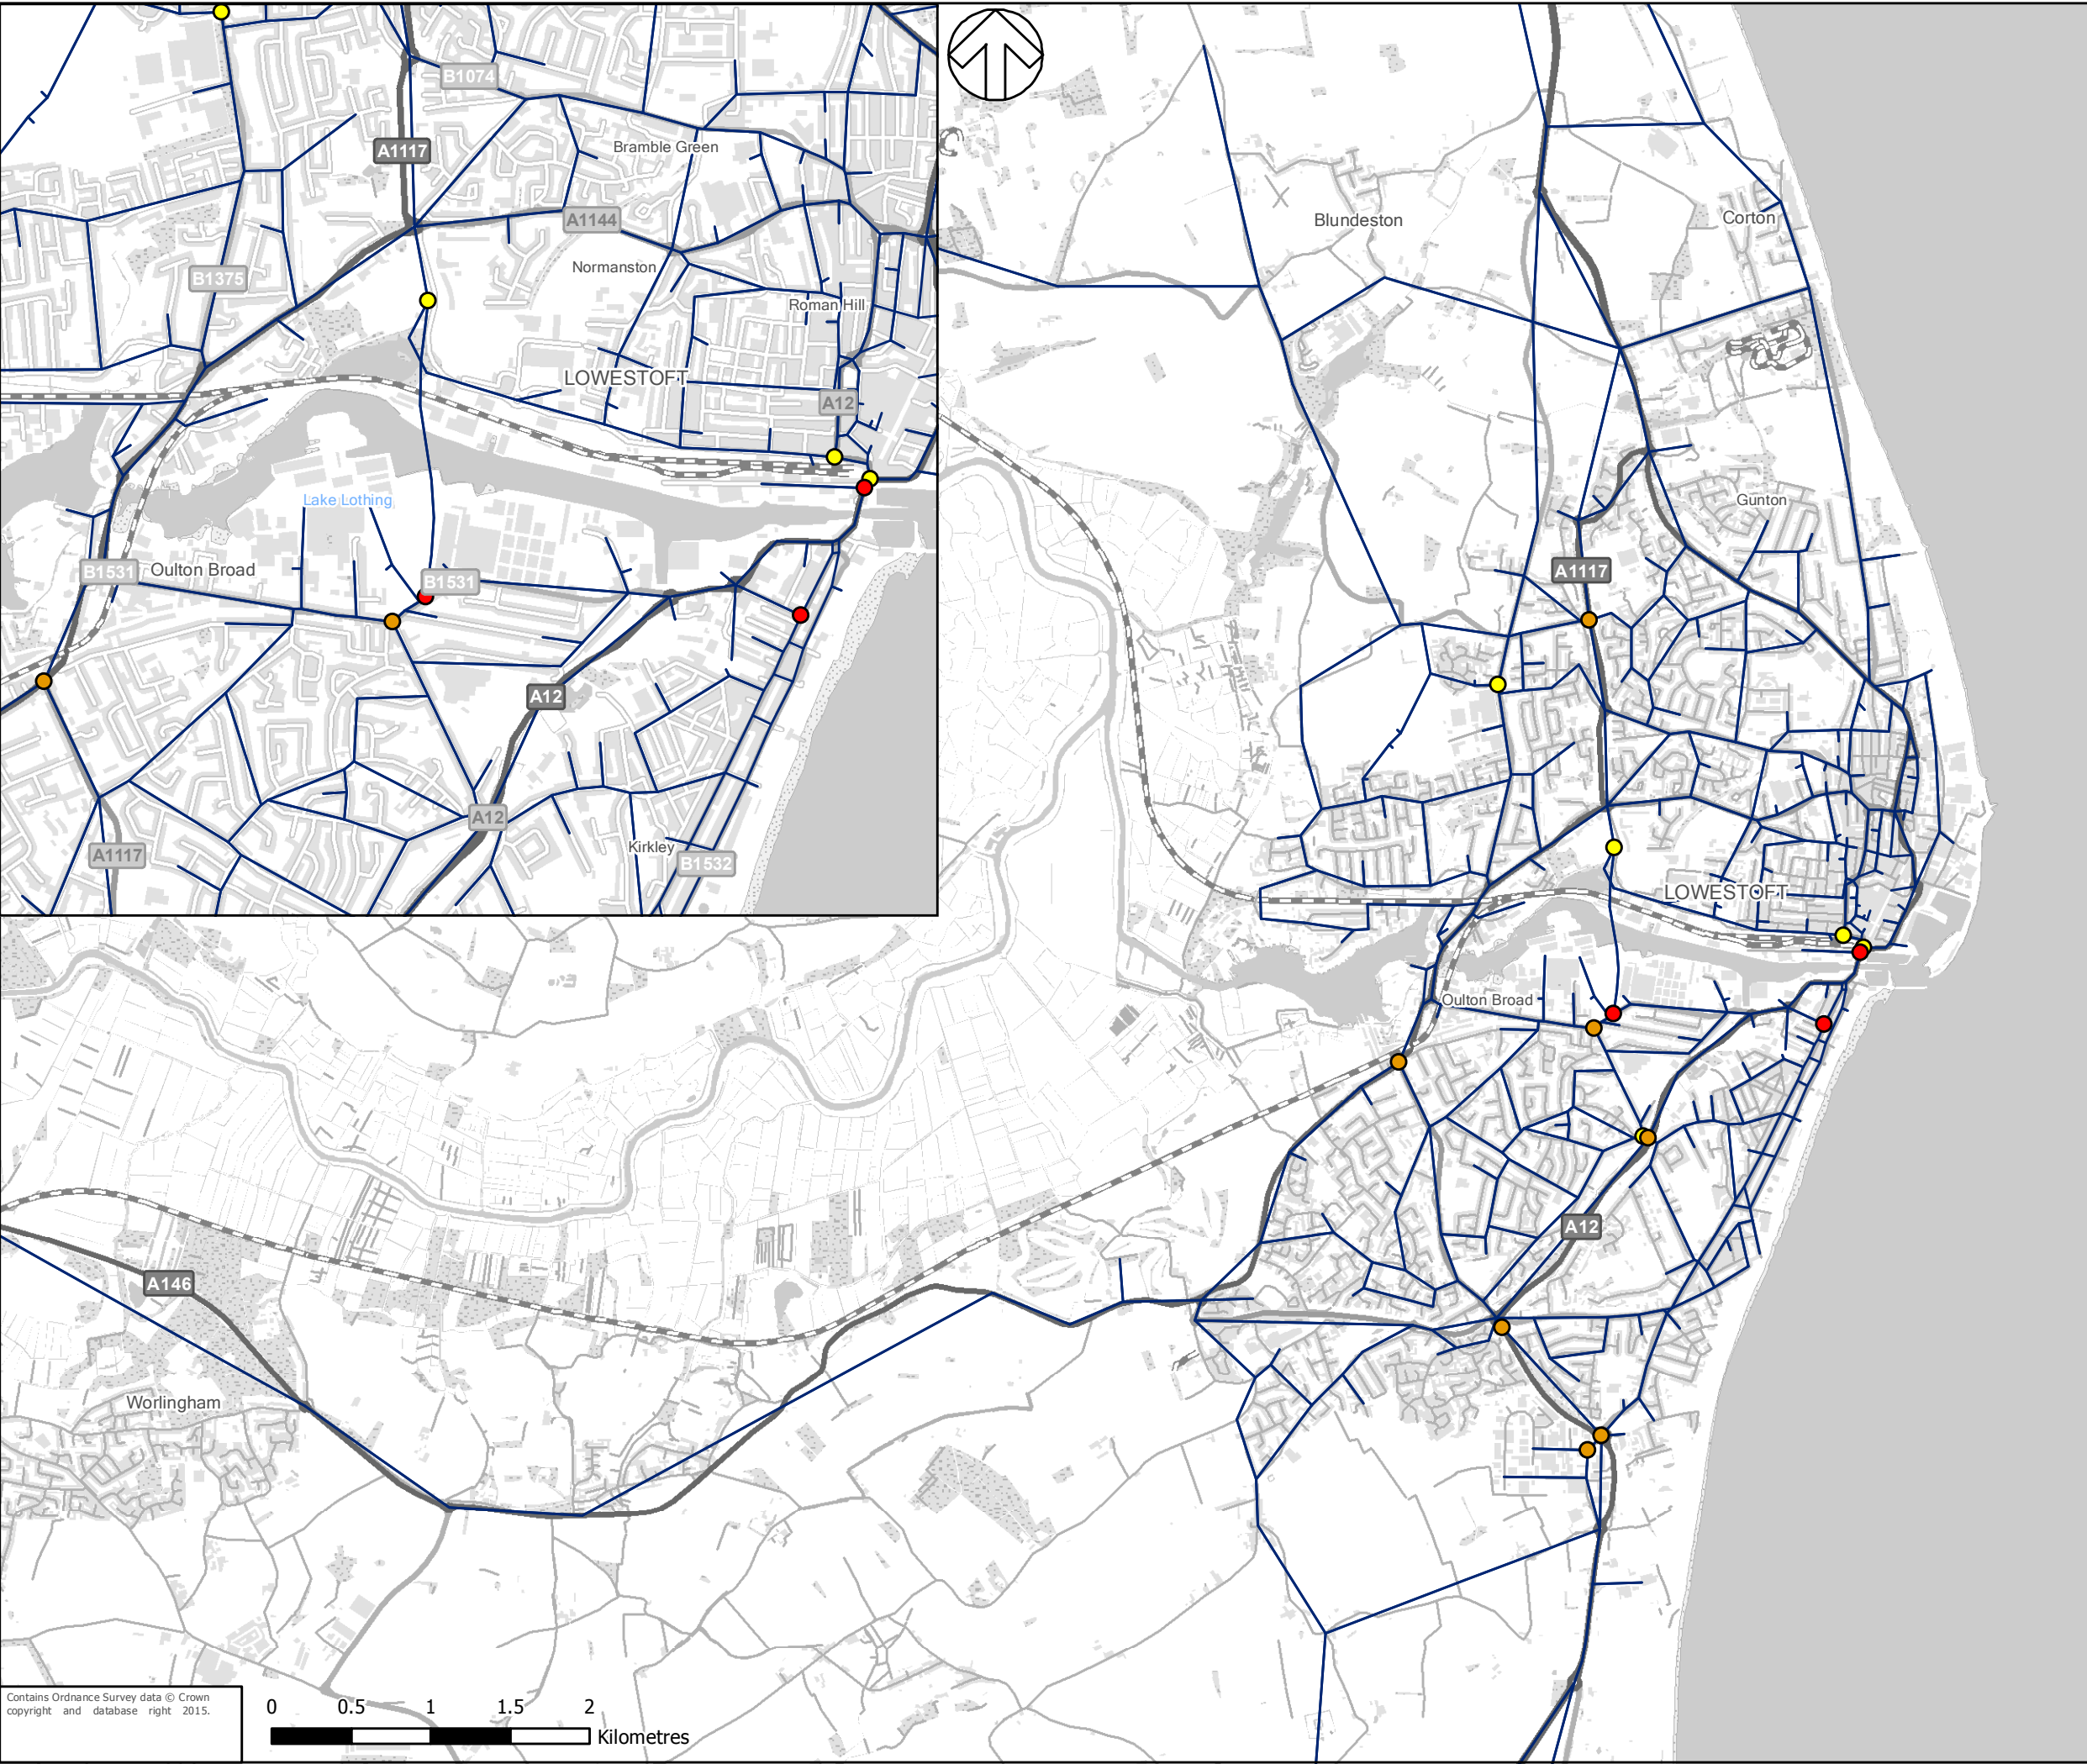 B1074
A1117
Bramble Green
A1144
Normanston
B1375
Roman Hill
LOWESTOFT
A12
Lake Lothing
Oulton Broad
B1531
B1531
A12
A12
A1117
Kirkley
B1532
Blundeston
Corton
Gunton
A1117
LOWESTOFT
Oulton Broad
A12
A146
Worlingham
Contains Ordnance Survey data © Crown
copyright and database right 2015.
0 0.5 1 1.5 2
Kilometres